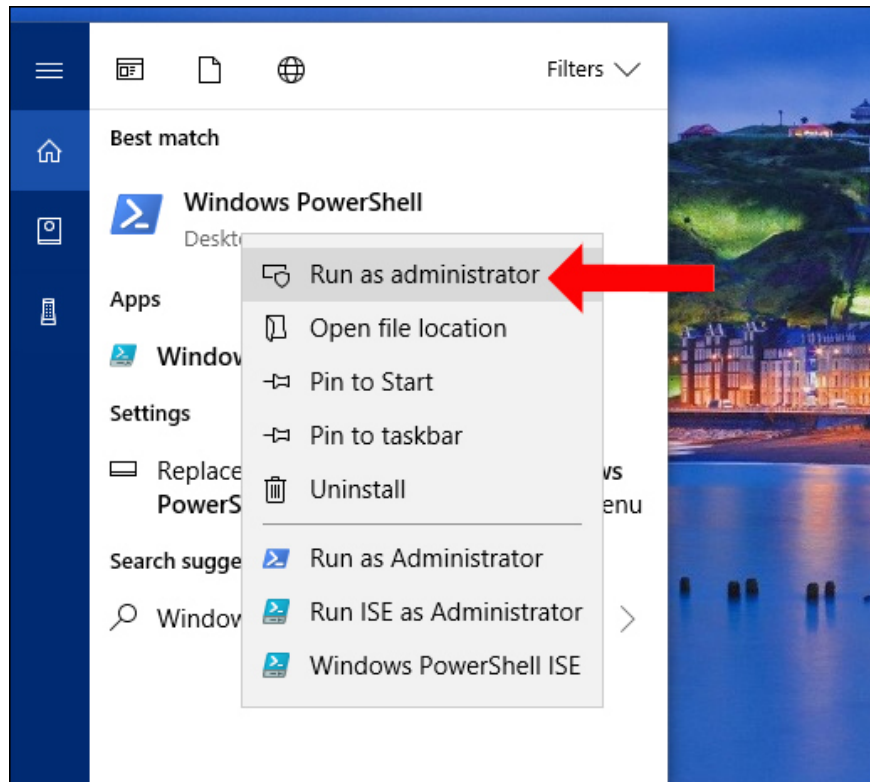 Filters
Best match
Windows PowerShell
Deskt
Run as administrator
Apps
Open file location
Window
Pin to Start
Settings
Pin to taskbar
Replace
PowerS
Uninstall
ws
enu
Search sugge
Run as Administrator
Window
Run ISE as Administrator
Windows PowerShell ISE